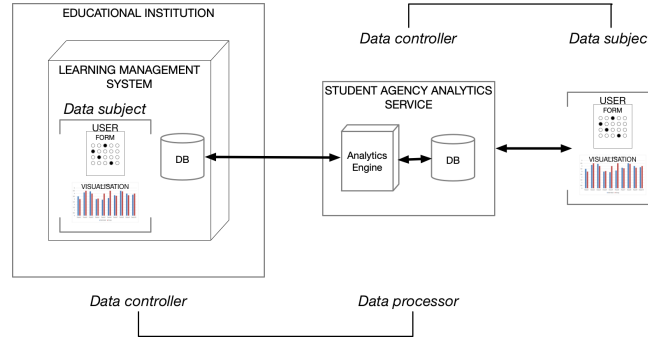 EDUCATIONAL INSTITUTION
Data controller
Data subjec
LEARNING MANAGEMENT
SYSTEM
Data subject
USER
FORM
VISUALISATION
DB
STUDENT AGENCY ANALYTICS
SERVICE
Analytics
Engine
DB
USER
FORM
VISUALISATION
Data controller
Data processor